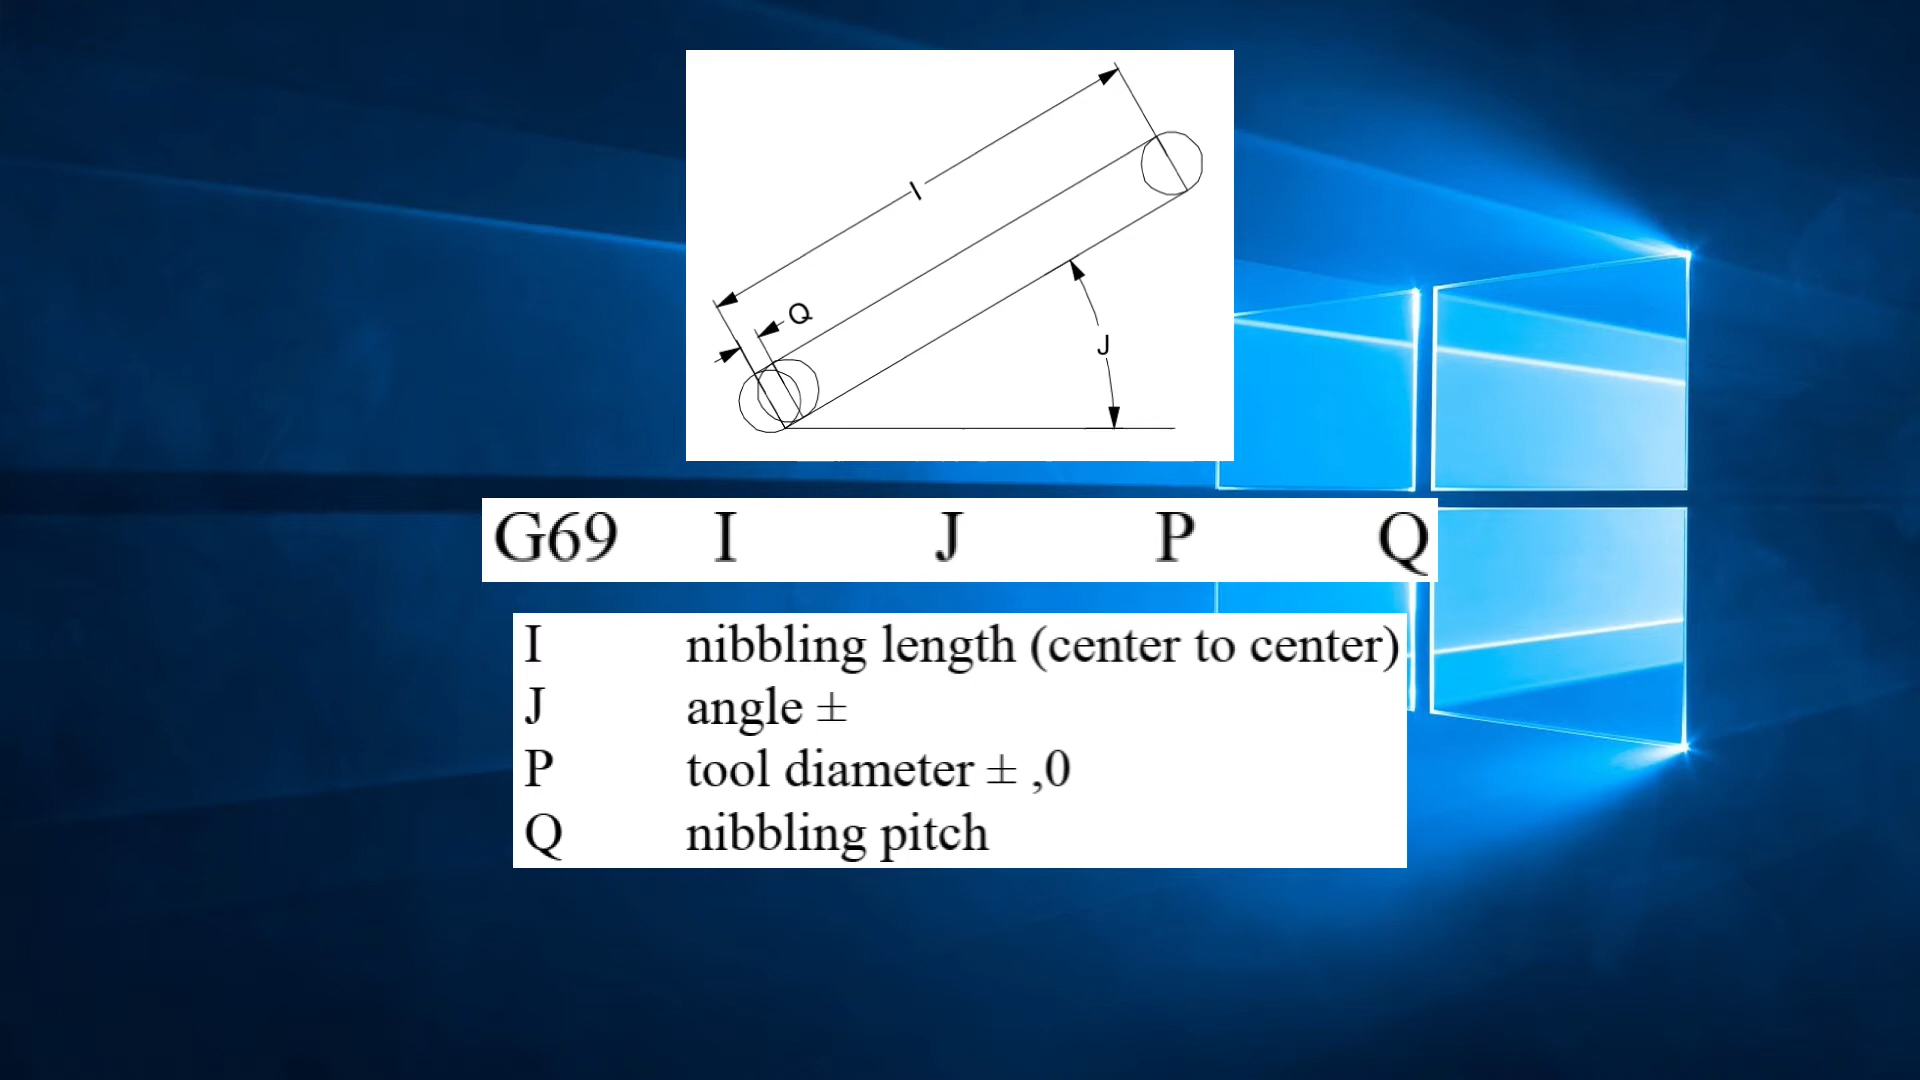 I
Q
J
G69 I J P Q
I nibbling length (center to center)
J angle ±
P tool diameter ± ,0
Q nibbling pitch